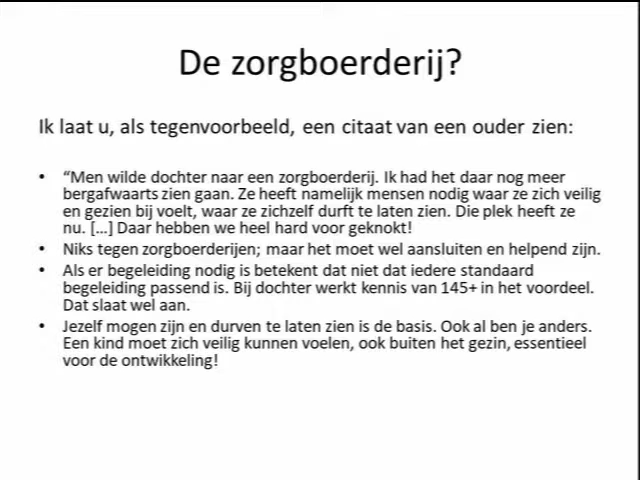 De zorgboerderij?
Ik laat u, als tegenvoorbeeld, een citaat van een ouder zien:
• “Men wilde dochter naar een zorgboerderij. Ik had het daar nog meer
bergafwaarts zien gaan. Ze heeft namelijk mensen nodig waar ze zich veilig
en gezien bij voelt, waar ze zichzelf durft te laten zien. Die plek heeft ze
nu. […] Daar hebben we heel hard voor geknokt!
• Niks tegen zorgboerderijen; maar het moet wel aansluiten en helpend zijn.
• Als er begeleiding nodig is betekent dat niet dat iedere standaard
begeleiding passend is. Bij dochter werkt kennis van 145+ in het voordeel.
Dat slaat wel aan.
• Jezelf mogen zijn en durven te laten zien is de basis. Ook al ben je anders.
Een kind moet zich veilig kunnen voelen, ook buiten het gezin, essentieel
voor de ontwikkeling!